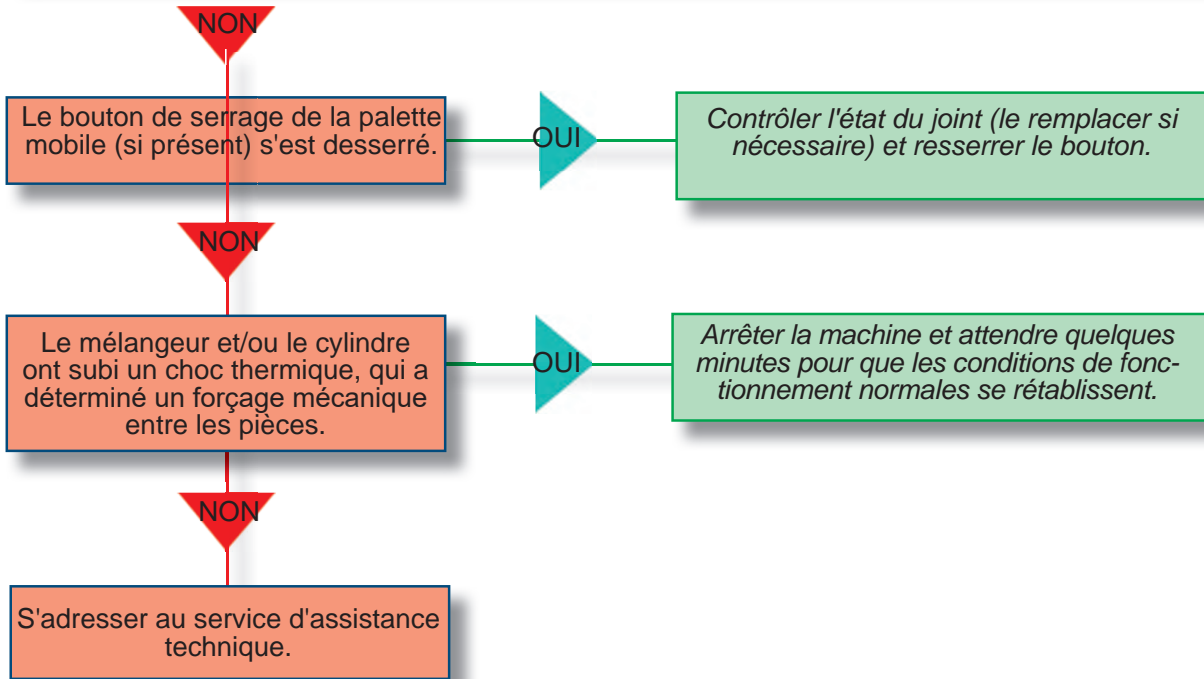 NON
Le bouton de serrage de la palette
mobile (si présent) s'est desserré.
OUI
Contrôler l'état du joint (le remplacer si
nécessaire) et resserrer le bouton.
NON
Le mélangeur et/ou le cylindre
ont subi un choc thermique, qui a
déterminé un forçage mécanique
entre les pièces.
OUI
Arrêter la machine et attendre quelques
minutes pour que les conditions de fonc-
tionnement normales se rétablissent.
NON
S'adresser au service d'assistance
technique.